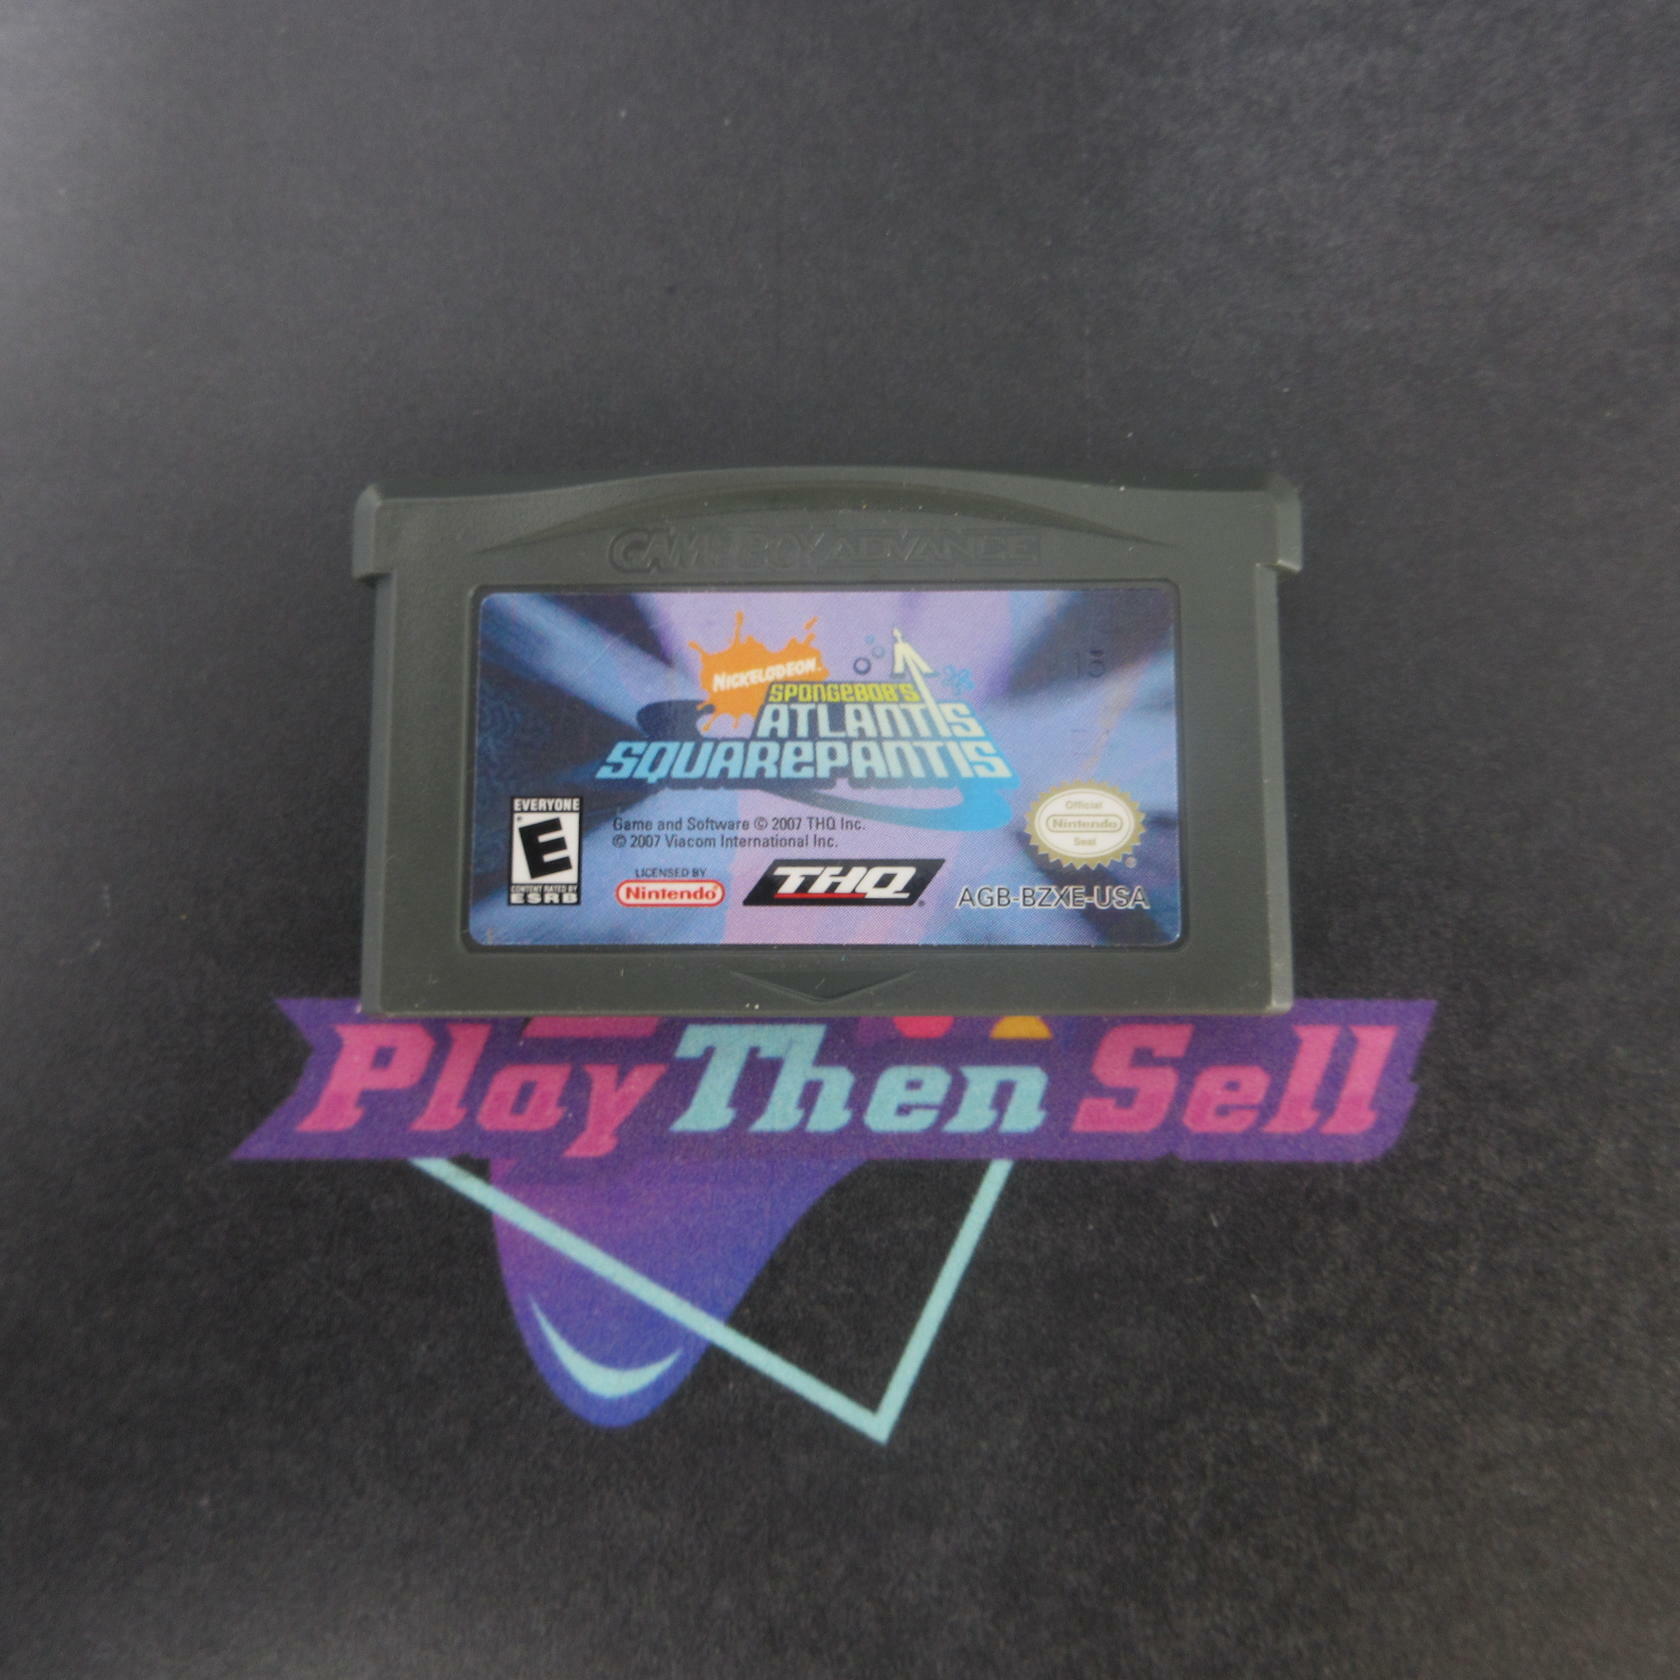 GAME BOY ADVANCE
NICKELODEON
SPONGEBOB'S
ATLANTIS
SQUAREPANTIS
EVERYONE
E
CONTENT RATED BY
ESRB
Game and Software © 2007 THQ Inc.
© 2007 Viacom International Inc.
LICENSED BY
Nintendo®
THQ®
Official
Nintendo
Seal
®
AGB-BZXE-USA
Play Then Sell